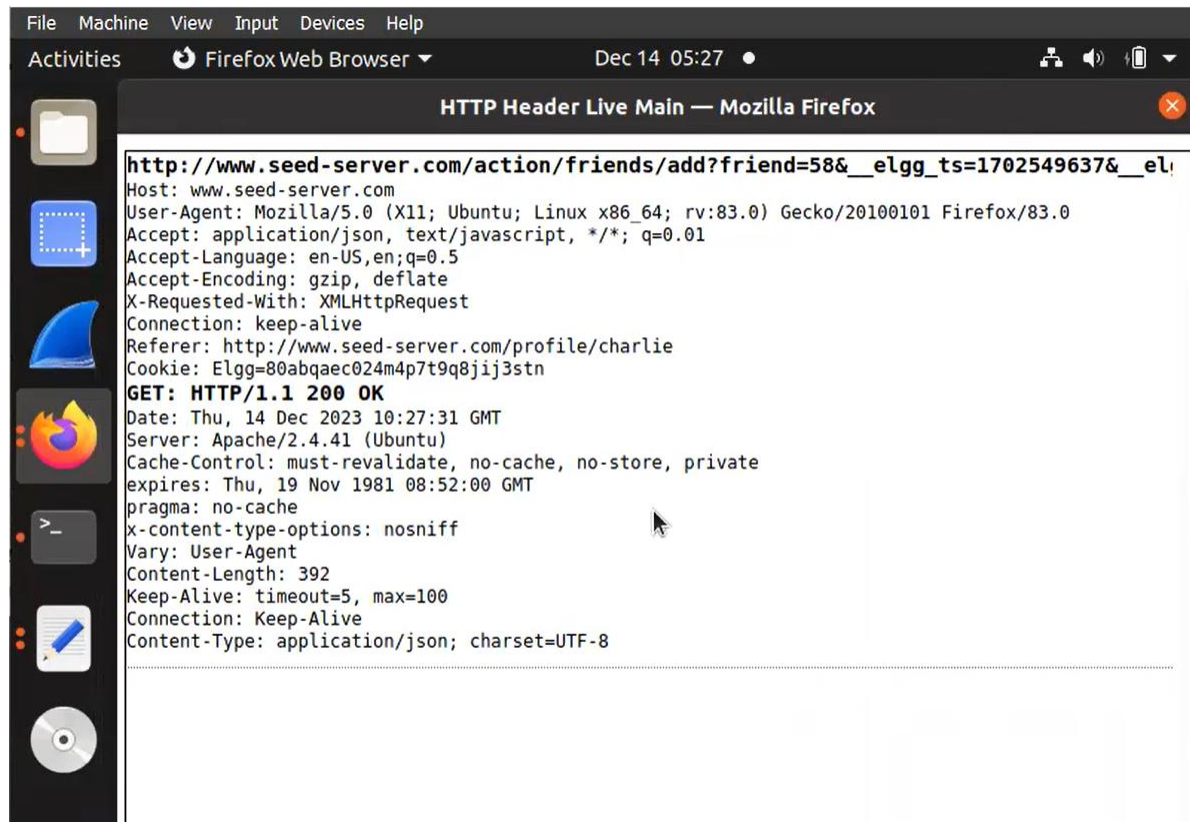 File Machine View Input Devices Help
Activities Firefox Web Browser Dec 14 05:27
HTTP Header Live Main — Mozilla Firefox
http://www.seed-server.com/action/friends/add?friend=58&__elgg_ts=1702549637&__elg
Host: www.seed-server.com
User-Agent: Mozilla/5.0 (X11; Ubuntu; Linux x86_64; rv:83.0) Gecko/20100101 Firefox/83.0
Accept: application/json, text/javascript, */*; q=0.01
Accept-Language: en-US,en;q=0.5
Accept-Encoding: gzip, deflate
X-Requested-With: XMLHttpRequest
Connection: keep-alive
Referer: http://www.seed-server.com/profile/charlie
Cookie: Elgg=80abqaec024m4p7t9q8jij3stn
GET: HTTP/1.1 200 OK
Date: Thu, 14 Dec 2023 10:27:31 GMT
Server: Apache/2.4.41 (Ubuntu)
Cache-Control: must-revalidate, no-cache, no-store, private
expires: Thu, 19 Nov 1981 08:52:00 GMT
pragma: no-cache
x-content-type-options: nosniff
Vary: User-Agent
Content-Length: 392
Keep-Alive: timeout=5, max=100
Connection: Keep-Alive
Content-Type: application/json; charset=UTF-8